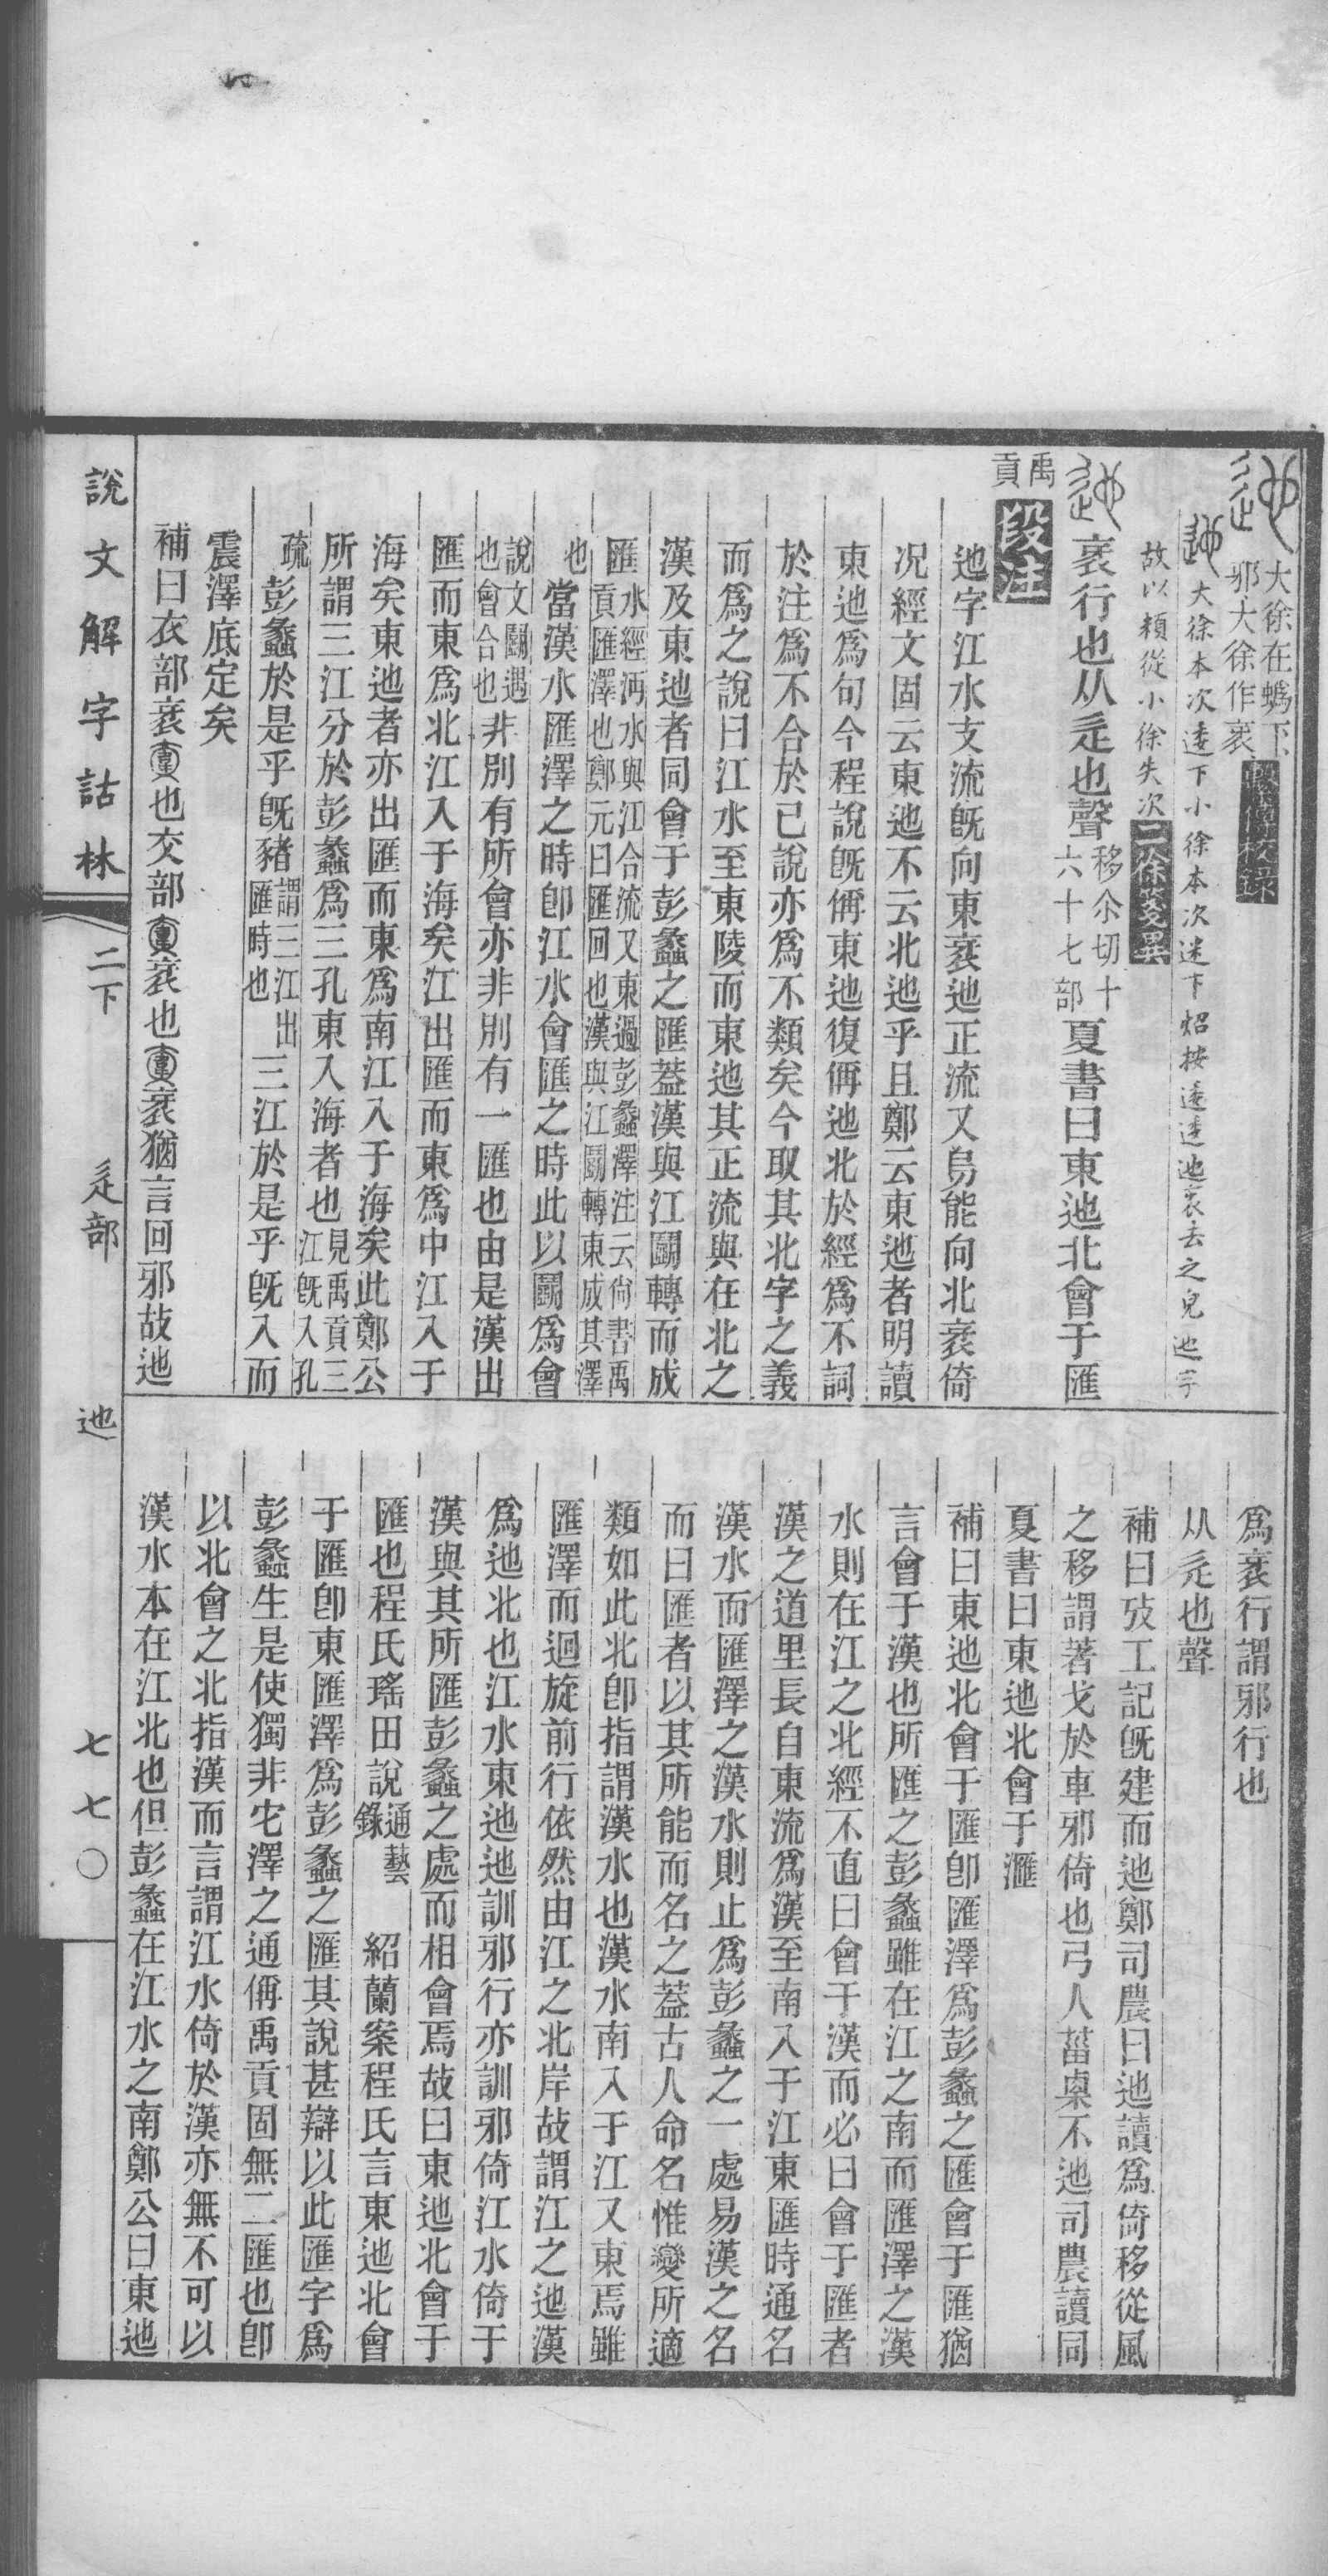 大徐在䗈下
邪大徐作衺
𨑩大徐本次逶下小徐本次迷下炤按逶迆迆衺去之皃迆字
故以類從小徐失次 二徐箋異
衺行也从辵也聲移尒切十
六十七部夏書曰東迆北會于匯
禹
貢 段注
迆字江水支流旣向東衺迆正流又烏能向北衺倚
况經文固云東迆不云北迆乎且鄭云東迆者明讀
東迆爲句今程說旣偁東迆復偁迆北於經爲不詞
於注爲不合於已說亦爲不類矣今取其北字之義
而爲之說曰江水至東陵而東迆其正流與在北之
漢及東迆者同會于彭蠡之匯葢漢與江鬭轉而成
匯水經沔水與江合流又東過彭蠡澤注云尙書禹
貢匯澤也鄭元曰匯回也漢與江鬭轉東成其澤
也當漢水匯澤之時卽江水會匯之時此以鬭爲會
說文鬭遇
也會合也非別有所會亦非別有一匯也由是漢出
匯而東爲北江入于海矣江出匯而東爲中江入于
海矣東迆者亦出匯而東爲南江入于海矣此鄭公
所謂三江分於彭蠡爲三孔東入海者也見禹貢三
江旣入孔
疏彭蠡於是乎旣豬謂三江出
匯時也三江於是乎旣入而
震澤底定矣
補曰衣部衺𡇈也交部𡇈衺也𡇈衺猶言回邪故迆
爲衺行謂邪行也
从辵也聲
補曰攷工記旣建而迆鄭司農曰迆讀爲倚移從風
之移謂著戈於車邪倚也弓人菑㮚不迆司農讀同
夏書曰東迆北會于滙
補曰東迆北會于匯卽匯澤爲彭蠡之匯會于匯猶
言會于漢也所匯之彭蠡雖在江之南而匯澤之漢
水則在江之北經不直曰會于漢而必曰會于匯者
漢之道里長自東流爲漢至南入于江東匯時通名
漢水而匯澤之漢水則止爲彭蠡之一處易漢之名
而曰匯者以其所能而名之葢古人命名惟變所適
類如此北卽指謂漢水也漢水南入于江又東焉雖
匯澤而迴旋前行依然由江之北岸故謂江之迆漢
爲迆北也江水東迆迆訓邪行亦訓邪倚江水倚于
漢與其所匯彭蠡之處而相會焉故曰東迆北會于
匯也程氏瑤田說通藝
錄 紹蘭案程氏言東迆北會
于匯卽東匯澤爲彭蠡之匯其說甚辯以此匯字爲
彭蠡生是使獨非宅澤之通偁禹貢固無二匯也卽
以北會之北指漢而言謂江水倚於漢亦無不可以
漢水本在江北也但彭蠡在江水之南鄭公曰東迆
說文解字詁林 二下 辵部 迆 七七〇